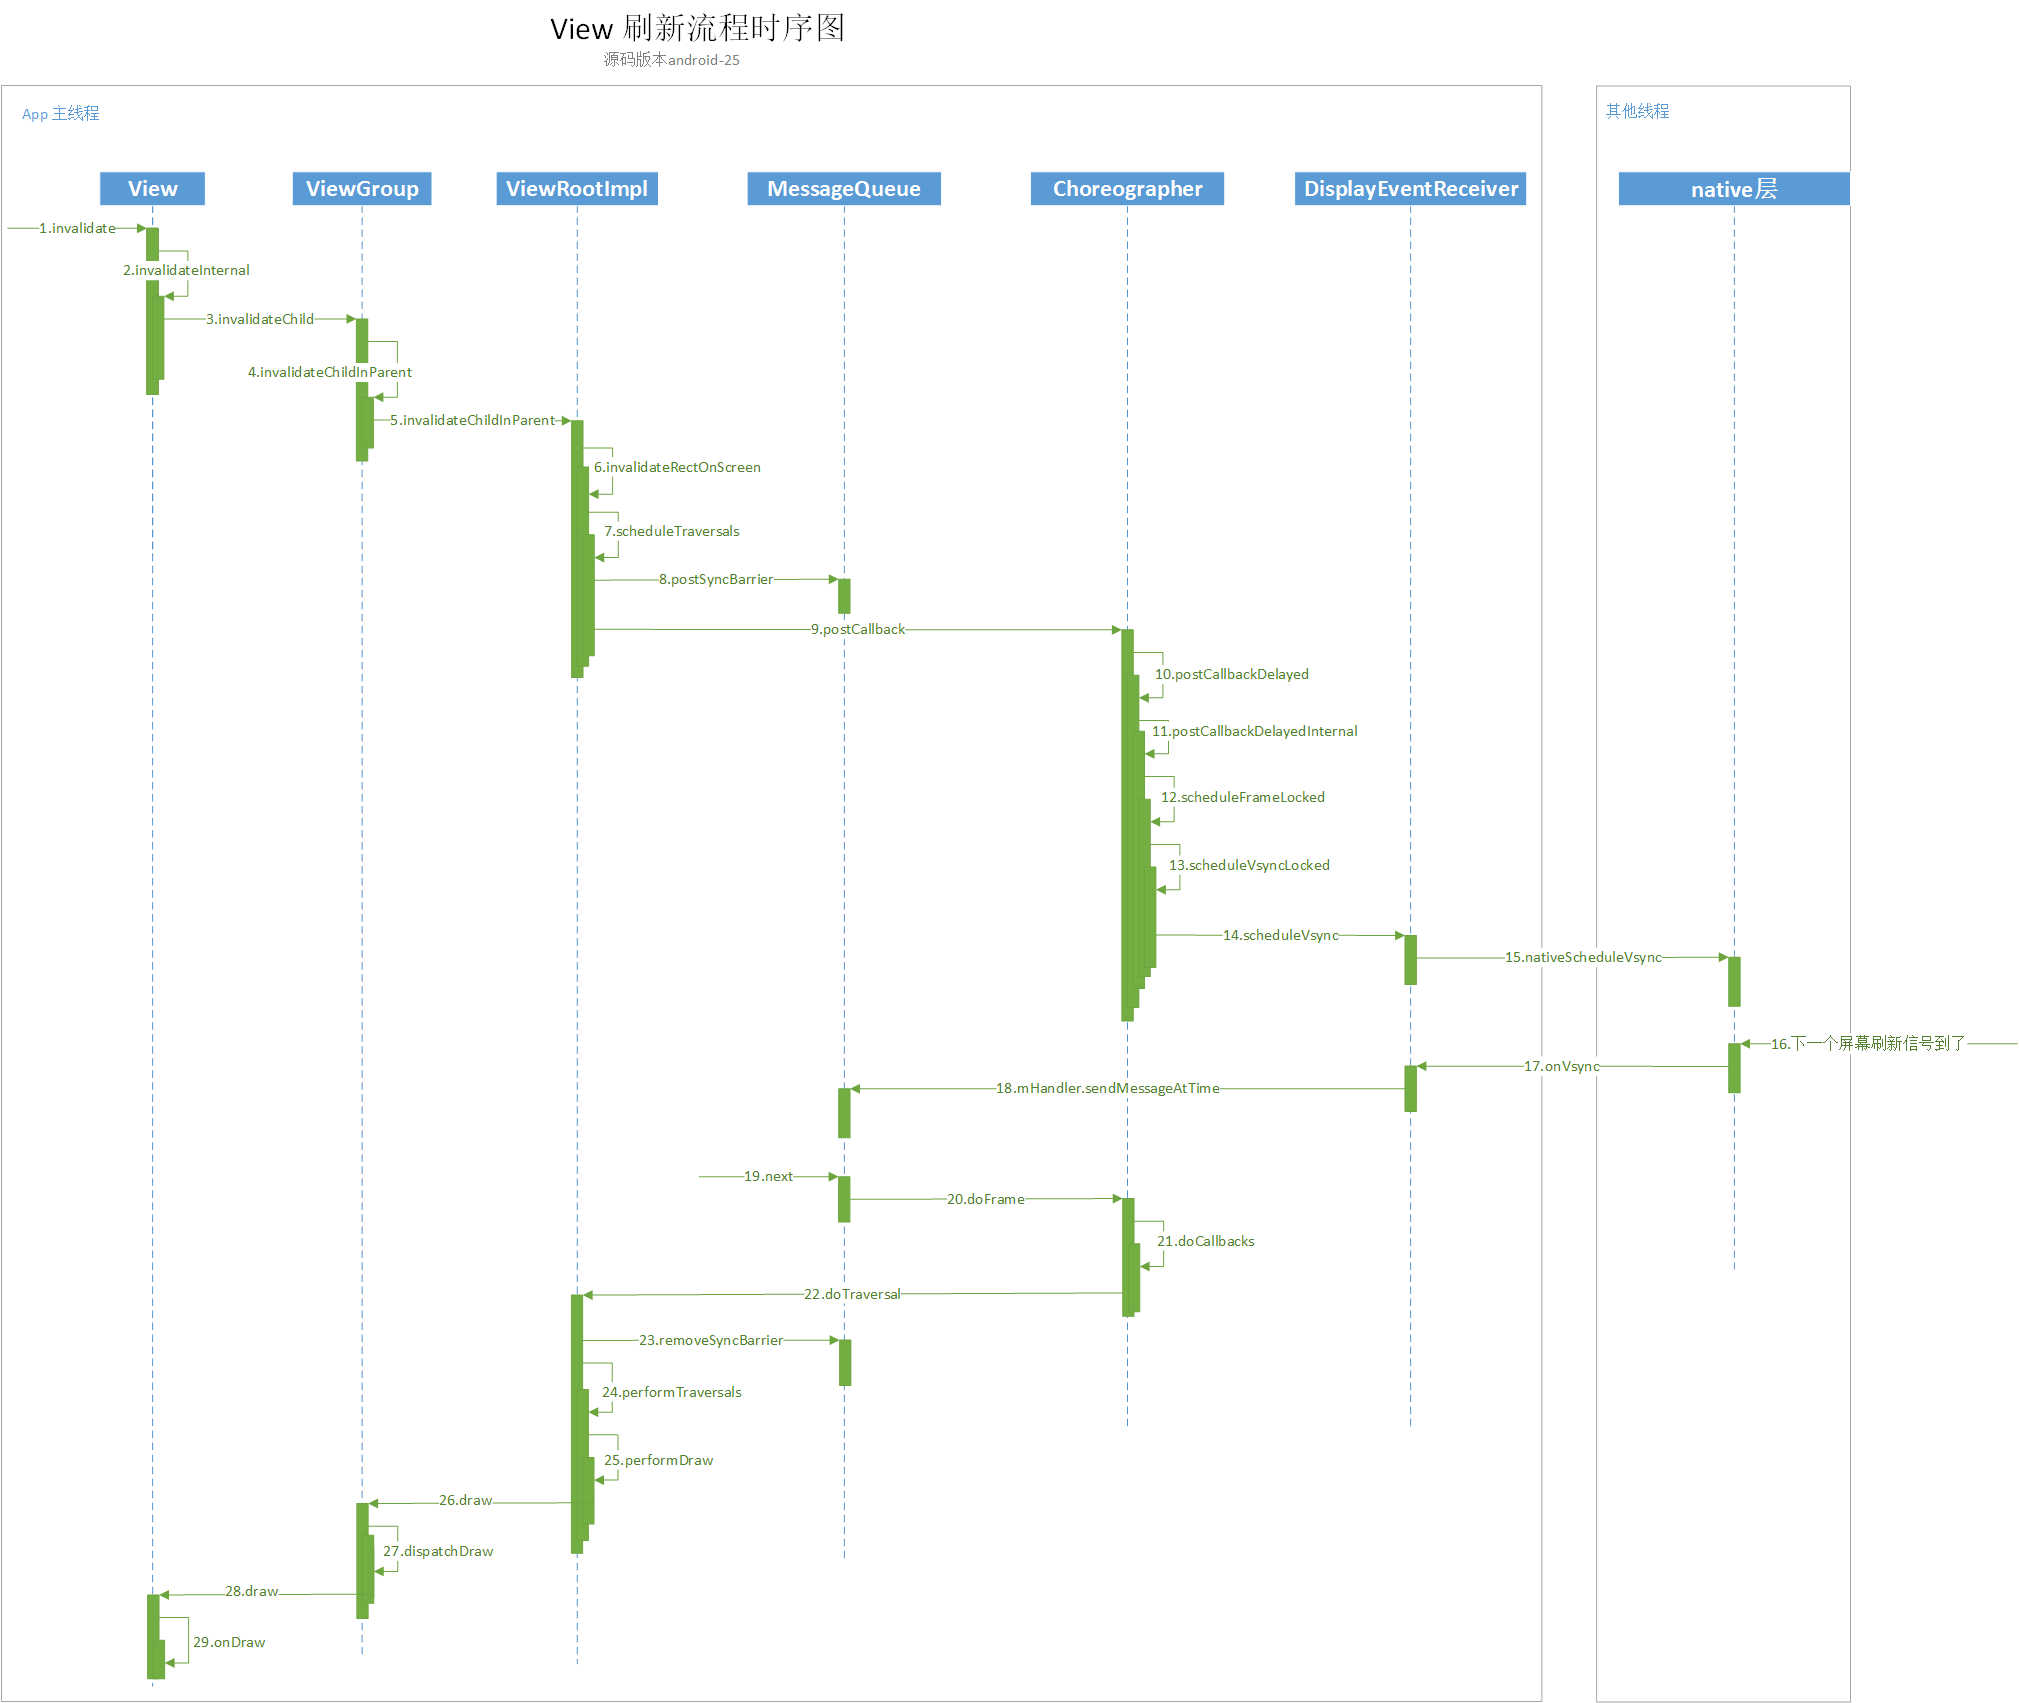 View 刷新流程时序图
源码版本android-25
App 主线程
其他线程
View
ViewGroup
ViewRootImpl
MessageQueue
Choreographer
DisplayEventReceiver
native层
1.invalidate
2.invalidateInternal
3.invalidateChild
4.invalidateChildInParent
5.invalidateChildInParent
6.invalidateRectOnScreen
7.scheduleTraversals
8.postSyncBarrier
9.postCallback
10.postCallbackDelayed
11.postCallbackDelayedInternal
12.scheduleFrameLocked
13.scheduleVsyncLocked
14.scheduleVsync
15.nativeScheduleVsync
16.下一个屏幕刷新信号到了
17.onVsync
18.mHandler.sendMessageAtTime
19.next
20.doFrame
21.doCallbacks
22.doTraversal
23.removeSyncBarrier
24.performTraversals
25.performDraw
26.draw
27.dispatchDraw
28.draw
29.onDraw